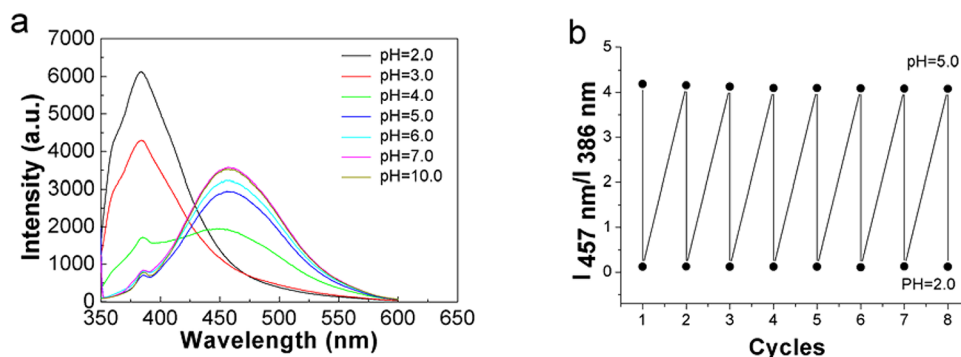 a
Intensity (a.u.)
7000
6000
5000
4000
3000
2000
1000
0
350 400 450 500 550 600 650
Wavelength (nm)
pH=2.0
pH=3.0
pH=4.0
pH=5.0
pH=6.0
pH=7.0
pH=10.0
b
I 457 nm/I 386 nm
5
4
3
2
1
0
pH=5.0
PH=2.0
1 2 3 4 5 6 7 8
Cycles